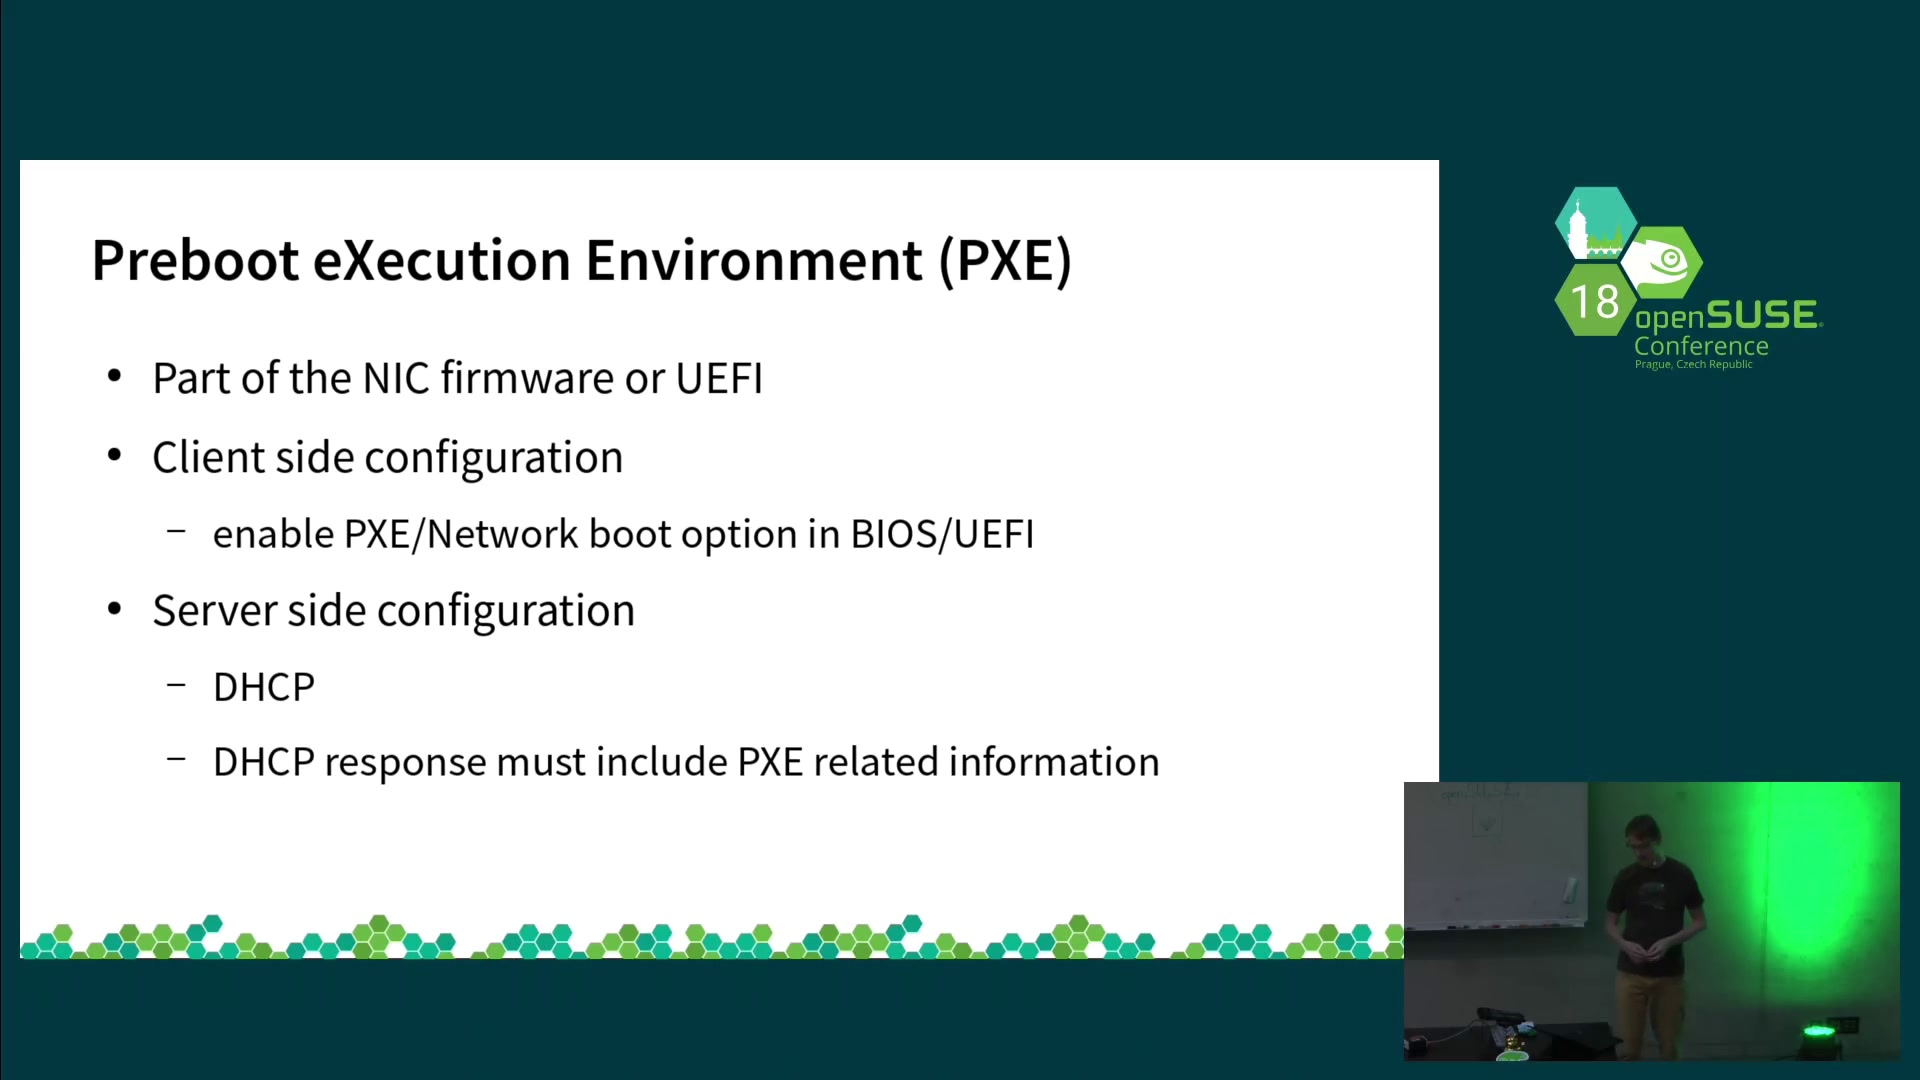 Preboot eXecution Environment (PXE)
• Part of the NIC firmware or UEFI
• Client side configuration
– enable PXE/Network boot option in BIOS/UEFI
• Server side configuration
– DHCP
– DHCP response must include PXE related information
18
openSUSE
Conference
Prague, Czech Republic